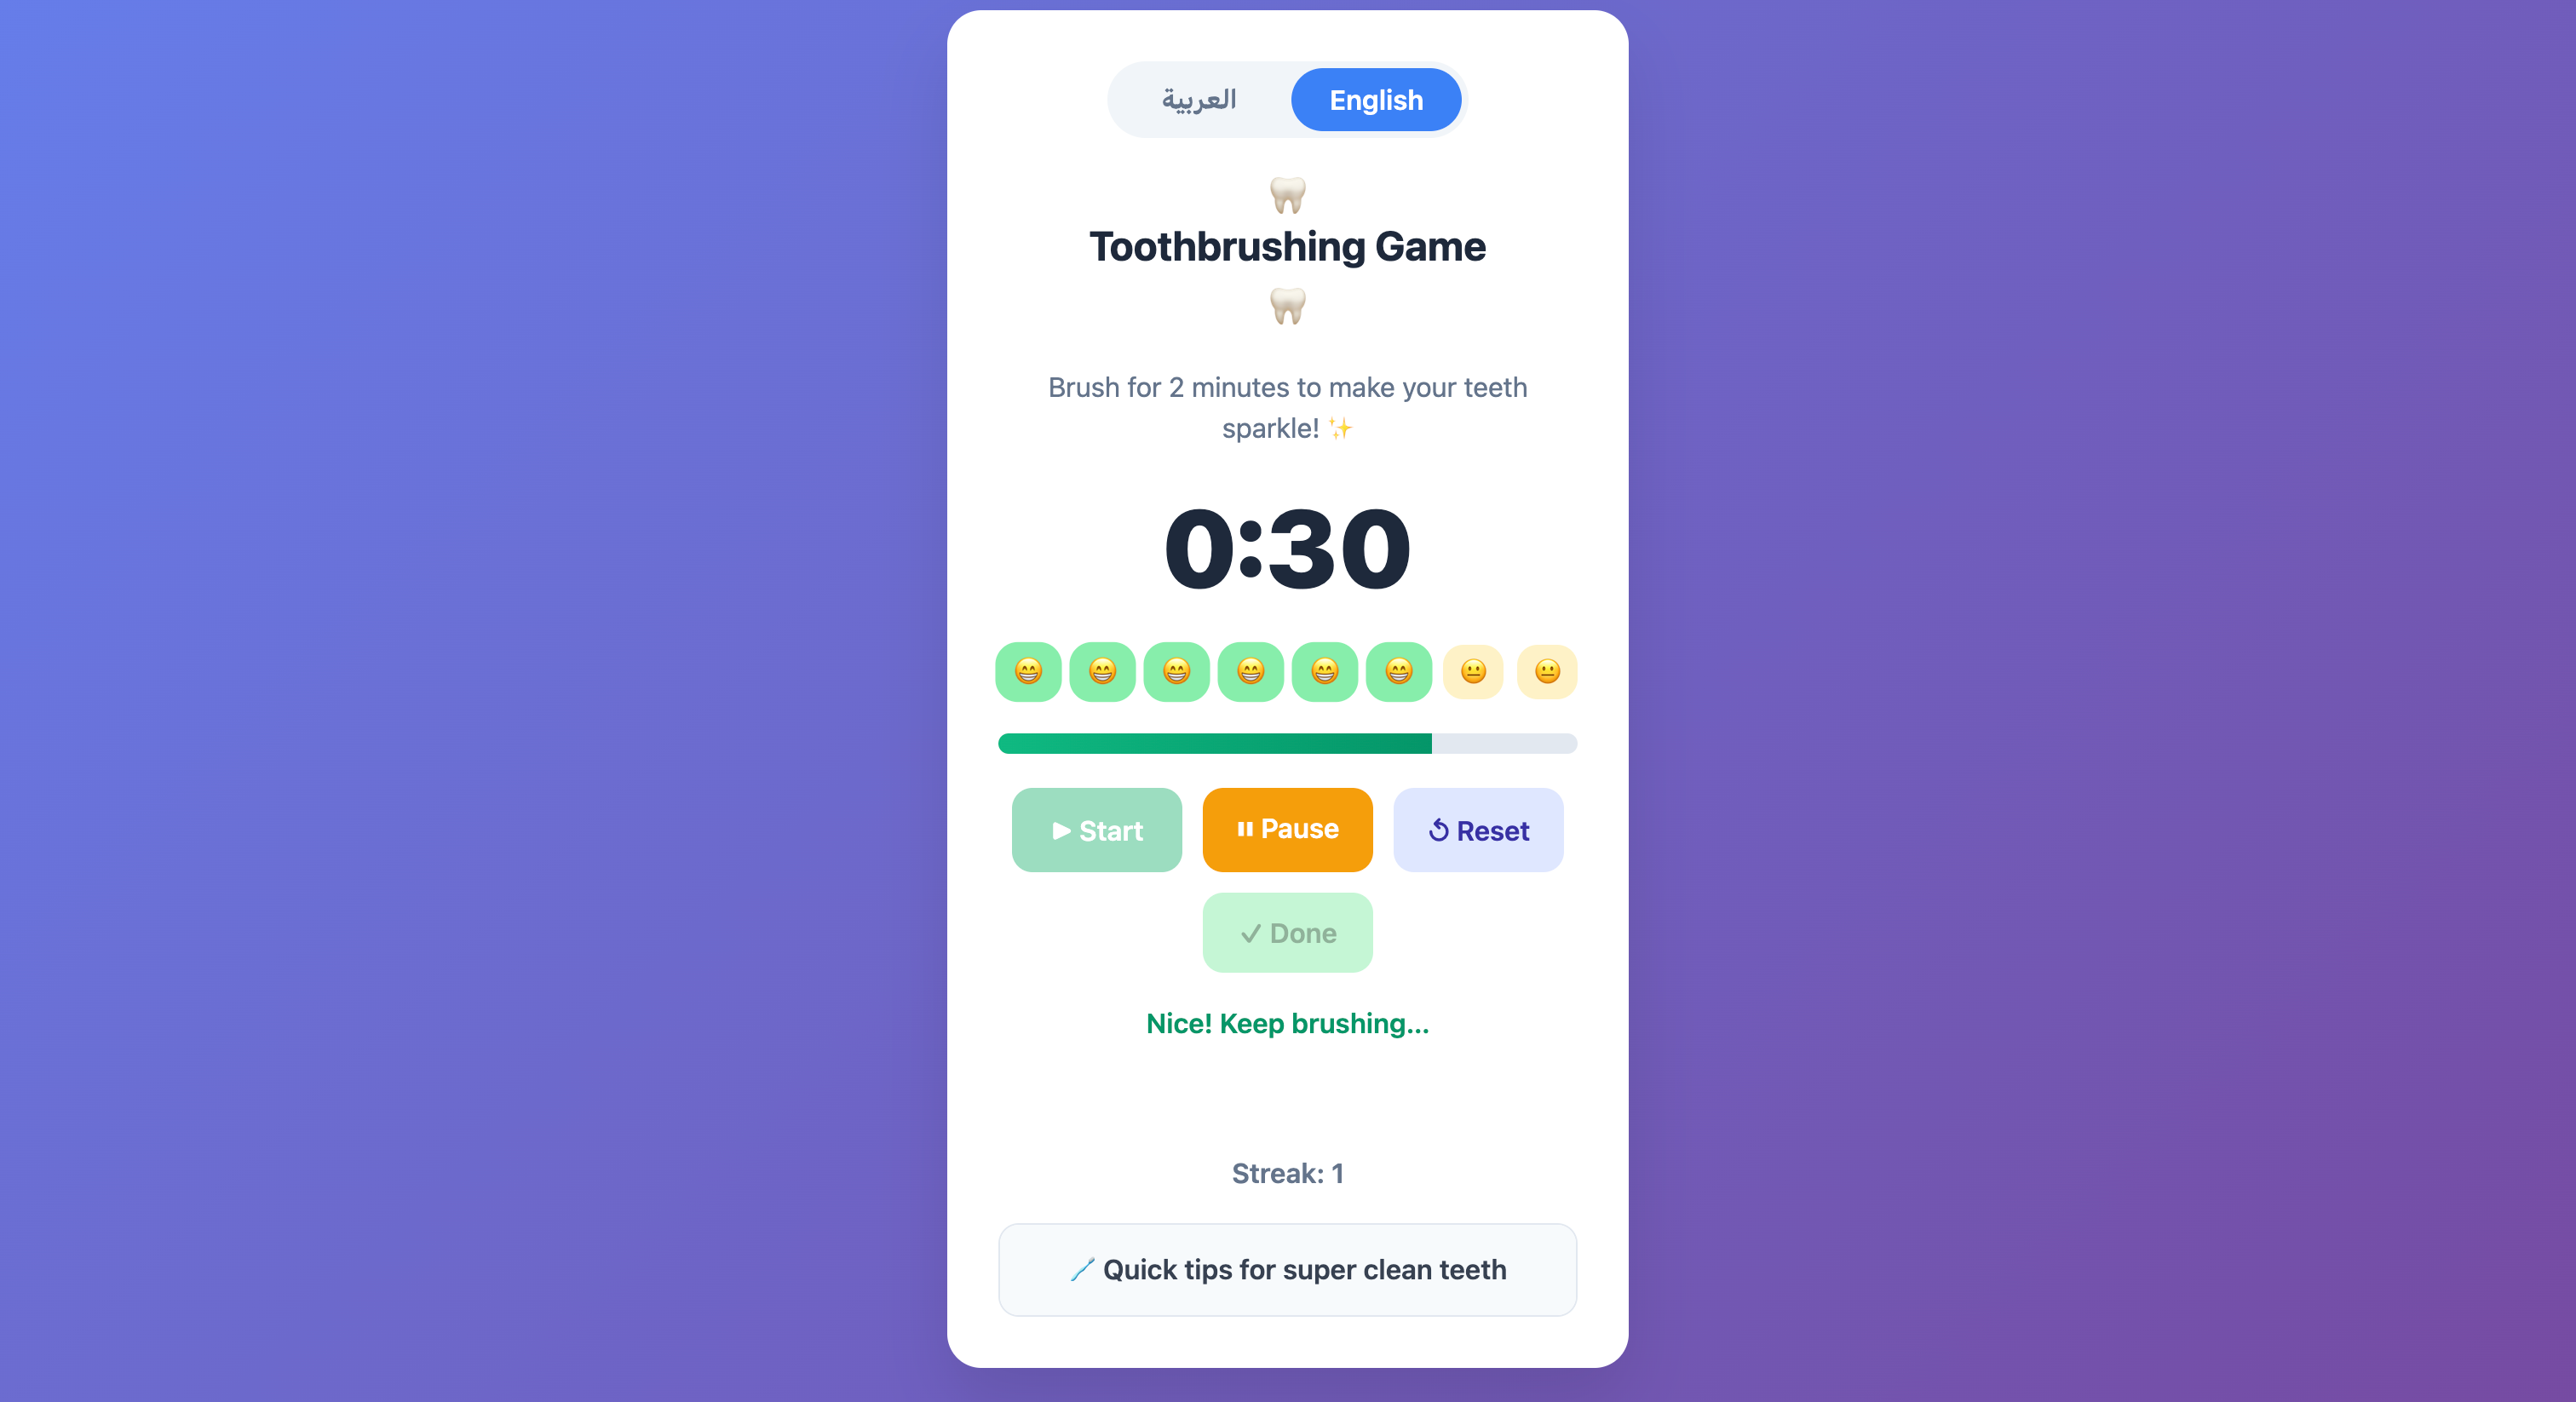 العربية
English
Toothbrushing Game
Brush for 2 minutes to make your teeth
sparkle! ✨
0:30
Start
Pause
Reset
Done
Nice! Keep brushing...
Streak: 1
Quick tips for super clean teeth